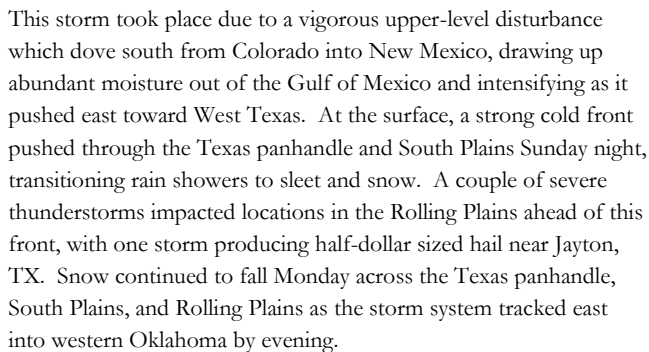 This storm took place due to a vigorous upper-level disturbance
which dove south from Colorado into New Mexico, drawing up
abundant moisture out of the Gulf of Mexico and intensifying as it
pushed east toward West Texas.  At the surface, a strong cold front
pushed through the Texas panhandle and South Plains Sunday night,
transitioning rain showers to sleet and snow.  A couple of severe
thunderstorms impacted locations in the Rolling Plains ahead of this
front, with one storm producing half-dollar sized hail near Jayton,
TX.  Snow continued to fall Monday across the Texas panhandle,
South Plains, and Rolling Plains as the storm system tracked east
into western Oklahoma by evening.